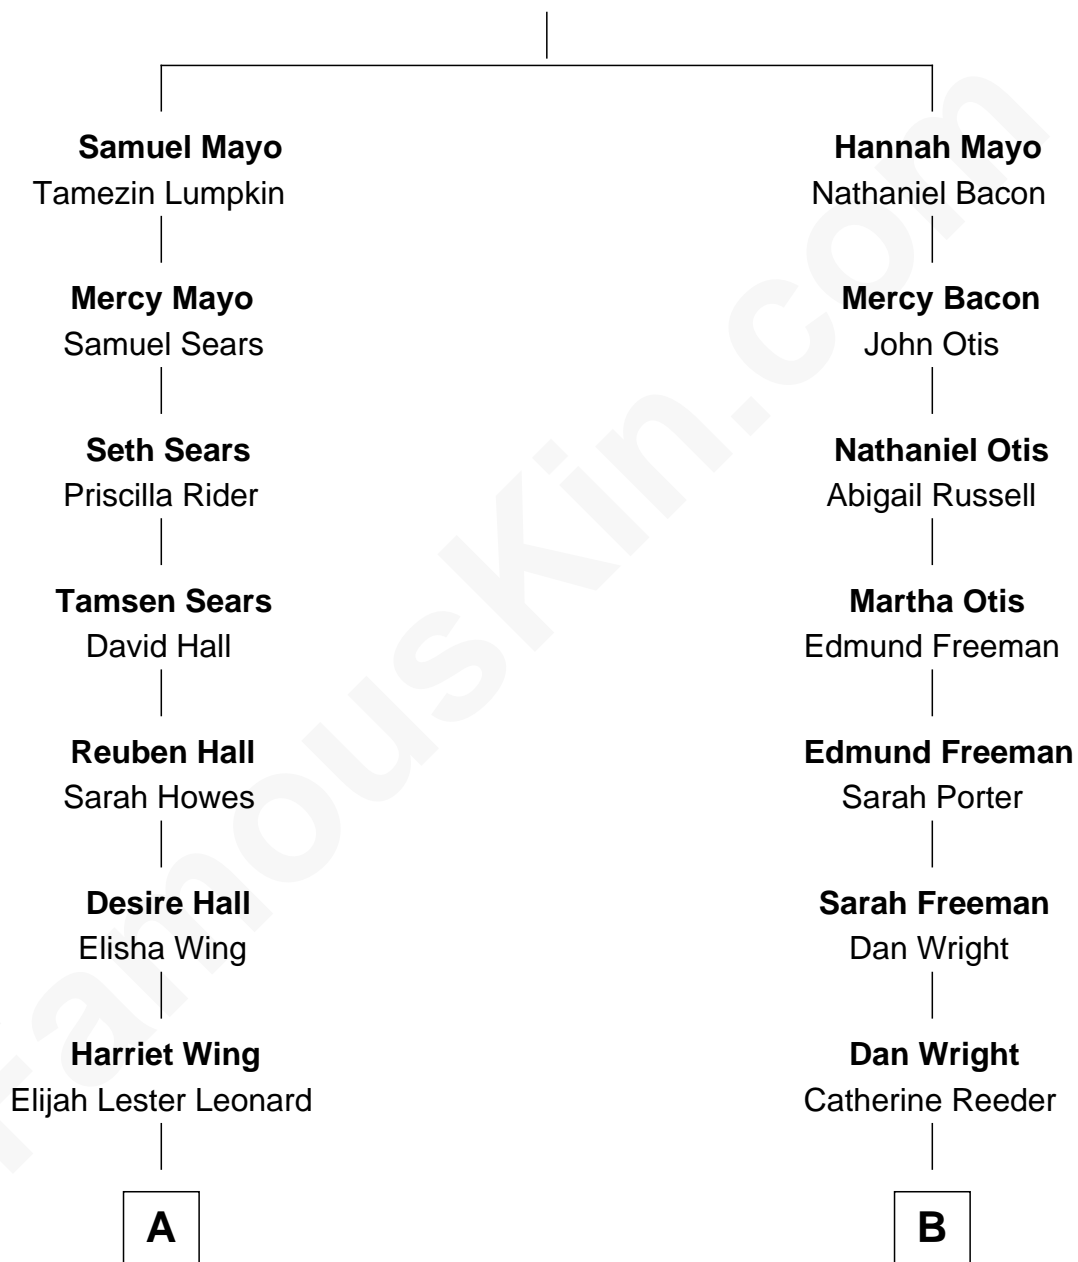 Samuel Mayo
Tamezin Lumpkin
Mercy Mayo
Samuel Sears
Seth Sears
Priscilla Rider
Tamsen Sears
David Hall
Reuben Hall
Sarah Howes
Desire Hall
Elisha Wing
Harriet Wing
Elijah Lester Leonard
A
Hannah Mayo
Nathaniel Bacon
Mercy Bacon
John Otis
Nathaniel Otis
Abigail Russell
Martha Otis
Edmund Freeman
Edmund Freeman
Sarah Porter
Sarah Freeman
Dan Wright
Dan Wright
Catherine Reeder
B
FamousKin.com